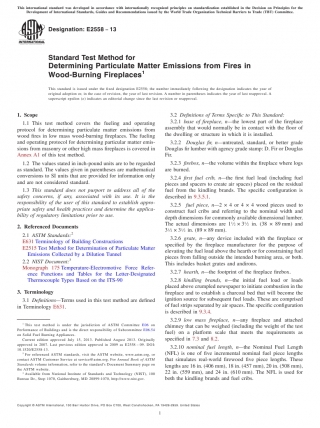 This international standard was developed in accordance with internationally recognized principles on standardization established in the Decision on Principles for the
Development of International Standards, Guides and Recommendations issued by the World Trade Organization Technical Barriers to Trade (TBT) Committee.
Designation: E2558 – 13
INTERNATIONAL
Standard Test Method for
Determining Particulate Matter Emissions from Fires in
Wood-Burning Fireplaces1
This standard is issued under the fixed designation E2558; the number immediately following the designation indicates the year of
original adoption or, in the case of revision, the year of last revision. A number in parentheses indicates the year of last reapproval. A
superscript epsilon (ε) indicates an editorial change since the last revision or reapproval.
1. Scope
1.1 This test method covers the fueling and operating
protocol for determining particulate matter emissions from
wood fires in low mass wood-burning fireplaces. The fueling
and operating protocol for determining particulate matter emis-
sions from masonry or other high mass fireplaces is covered in
Annex A1 of this test method.
1.2 The values stated in inch-pound units are to be regarded
as standard. The values given in parentheses are mathematical
conversions to SI units that are provided for information only
and are not considered standard.
1.3 This standard does not purport to address all of the
safety concerns, if any, associated with its use. It is the
responsibility of the user of this standard to establish appro-
priate safety and health practices and determine the applica-
bility of regulatory limitations prior to use.
2. Referenced Documents
2.1 ASTM Standards:2
E631 Terminology of Building Constructions
E2515 Test Method for Determination of Particulate Matter
Emissions Collected by a Dilution Tunnel
2.2 NIST Document:3
Monograph 175 Temperature-Electromotive Force Refer-
ence Functions and Tables for the Letter-Designated
Thermocouple Types Based on the ITS-90
3. Terminology
3.1 Definitions—Terms used in this test method are defined
in Terminology E631.
1 This test method is under the jurisdiction of ASTM Committee E06 on
Performance of Buildings and is the direct responsibility of Subcommittee E06.54
on Solid Fuel Burning Appliances.
Current edition approved July 15, 2013. Published August 2013. Originally
approved in 2007. Last previous edition approved in 2009 as E2558 – 09. DOI:
10.1520/E2558-13.
2 For referenced ASTM standards, visit the ASTM website, www.astm.org, or
contact ASTM Customer Service at service@astm.org. For Annual Book of ASTM
Standards volume information, refer to the standard's Document Summary page on
the ASTM website.
3 Available from National Institute of Standards and Technology (NIST), 100
Bureau Dr., Stop 1070, Gaithersburg, MD 20899-1070, http://www.nist.gov.
3.2 Definitions of Terms Specific to This Standard:
3.2.1 base of fireplace, n—the lowest part of the fireplace
assembly that would normally be in contact with the floor of
the dwelling or structure in which it is installed.
3.2.2 Douglas fir, n—untreated, standard, or better grade
Douglas fir lumber with agency grade stamp: D. Fir or Douglas
Fir.
3.2.3 firebox, n—the volume within the fireplace where logs
are burned.
3.2.4 first fuel crib, n—the first fuel load (including fuel
pieces and spacers to create air spaces) placed on the residual
fuel from the kindling brands. The specific configuration is
described in 9.3.5.1.
3.2.5 fuel piece, n—2 × 4 or 4 × 4 wood pieces used to
construct fuel cribs and referring to the nominal width and
depth dimensions for commonly available dimensional lumber.
The actual dimensions are 1½ × 3½ in. (38 × 89 mm) and
3½ × 3½ in. (89 × 89 mm).
3.2.6 grate, n—any device included with the fireplace or
specified by the fireplace manufacturer for the purpose of
elevating the fuel load above the hearth or for constraining fuel
pieces from falling outside the intended burning area, or both.
This includes basket grates and andirons.
3.2.7 hearth, n—the footprint of the fireplace firebox.
3.2.8 kindling brands, n—the initial fuel load or loads
placed above crumpled newspaper to initiate combustion in the
fireplace and to establish a charcoal bed that will become the
ignition source for subsequent fuel loads. These are comprised
of fuel strips separated by air spaces. The specific configuration
is described in 9.3.4.
3.2.9 low mass fireplace, n—any fireplace and attached
chimney that can be weighed (including the weight of the test
fuel) on a platform scale that meets the requirements as
specified in 7.5 and 8.2.
3.2.10 nominal fuel length, n—the Nominal Fuel Length
(NFL) is one of five incremental nominal fuel piece lengths
that simulate real-world firewood five piece lengths. These
lengths are 16 in. (406 mm), 18 in. (457 mm), 20 in. (508 mm),
22 in. (559 mm), and 24 in. (610 mm). The NFL is used for
both the kindling brands and fuel cribs.
Copyright © ASTM International, 100 Barr Harbor Drive, PO Box C700, West Conshohocken, PA 19428-2959. United States
1